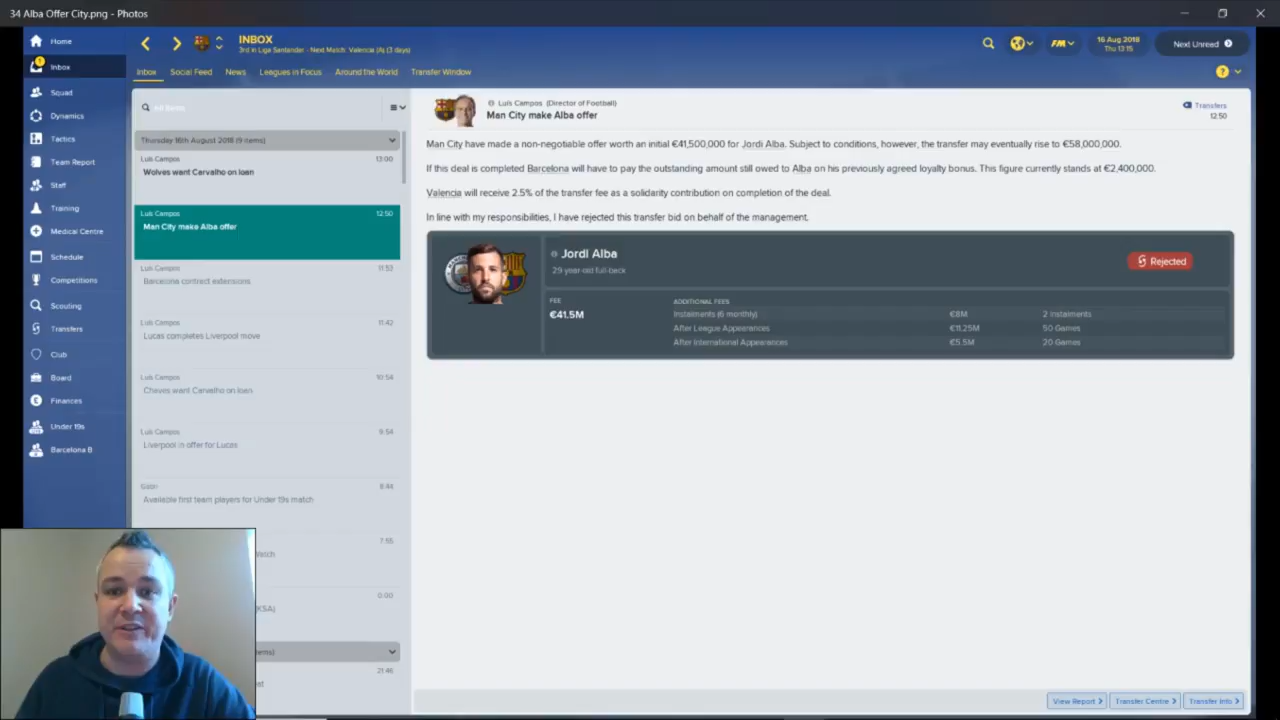 34 Alba Offer City.png - Photos
Home
Inbox
Squad
Dynamics
Tactics
Team Report
Staff
Training
Medical Centre
Schedule
Competitions
Scouting
Transfers
Club
Board
Finances
Under 19s
Barcelona B
INBOX
3rd in Liga Santander - Next Match: Valencia (A) (3 days)
FM
16 Aug 2018
Thu 13:15
Next Unread
Inbox Social Feed News Leagues in Focus Around the World Transfer Window
All Items
Thursday 16th August 2018 (9 items)
Luís Campos 13:00
Wolves want Carvalho on loan
Luís Campos 12:50
Man City make Alba offer
Luís Campos 11:53
Barcelona contract extensions
Luís Campos 11:42
Lucas completes Liverpool move
Luís Campos 10:54
Chaves want Carvalho on loan
Luís Campos 9:54
Liverpool in offer for Lucas
8:44
Available first team players for Under 19s match
7:55
0:00
KSA)
21:46
Luís Campos (Director of Football)
Man City make Alba offer
Transfers
12:50
Man City have made a non-negotiable offer worth an initial €41,500,000 for Jordi Alba. Subject to conditions, however, the transfer may eventually rise to €58,000,000.
If this deal is completed Barcelona will have to pay the outstanding amount still owed to Alba on his previously agreed loyalty bonus. This figure currently stands at €2,400,000.
Valencia will receive 2.5% of the transfer fee as a solidarity contribution on completion of the deal.
In line with my responsibilities, I have rejected this transfer bid on behalf of the management.
Jordi Alba
29 year old full-back
Rejected
FEE
€41.5M
ADDITIONAL FEES
Instalments (6 monthly) €8M 2 Instalments
After League Appearances €11.25M 50 Games
After International Appearances €5.5M 20 Games
View Report
Transfer Centre
Transfer Info